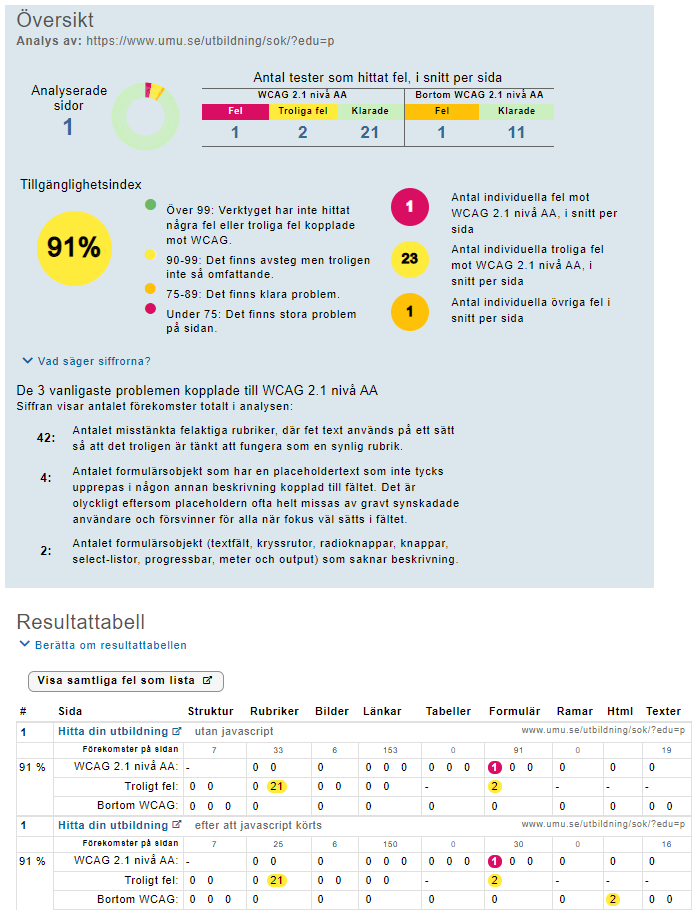 Översikt
Analys av: https://www.umu.se/utbildning/sok/?edu=p
Analyserade
sidor
1
Antal tester som hittat fel, i snitt per sida
WCAG 2.1 nivå AA
Bortom WCAG 2.1 nivå AA
Fel Troliga fel Klarade Fel Klarade
1 2 21 1 11
Tillgänglighetsindex
91%
Över 99: Verktyget har inte hittat
några fel eller troliga fel kopplade
mot WCAG.
90-99: Det finns avsteg men troligen
inte så omfattande.
75-89: Det finns klara problem.
Under 75: Det finns stora problem
på sidan.
1
Antal individuella fel mot
WCAG 2.1 nivå AA, i snitt per
sida
23
Antal individuella troliga fel
mot WCAG 2.1 nivå AA, i
snitt per sida
1
Antal individuella övriga fel i
snitt per sida
Vad säger siffrorna?
De 3 vanligaste problemen kopplade till WCAG 2.1 nivå AA
Siffran visar antalet förekomster totalt i analysen:
42: Antalet misstänkta felaktiga rubriker, där fet text används på ett sätt
så att det troligen är tänkt att fungera som en synlig rubrik.
4: Antalet formulärsobjekt som har en placeholdertext som inte tycks
upprepas i någon annan beskrivning kopplad till fältet. Det är
olyckligt eftersom placeholdern ofta helt missas av gravt synskadade
användare och försvinner för alla när fokus väl sätts i fältet.
2: Antalet formulärsobjekt (textfält, kryssrutor, radioknappar, knappar,
select-listor, progressbar, meter och output) som saknar beskrivning.
Resultattabell
Berätta om resultattabellen
Visa samtliga fel som lista
# Sida Struktur Rubriker Bilder Länkar Tabeller Formulär Ramar Html Texter
1 Hitta din utbildning utan javascript www.umu.se/utbildning/sok/?edu=p
Förekomster på sidan 7 33 6 153 0 91 0 19
91 % WCAG 2.1 nivå AA: - 0 0 0 0 0 0 0 0 0 1 0 0 0 0 0
Troligt fel: 0 0 0 21 0 0 0 0 - 2 - - -
Bortom WCAG: 0 0 0 0 0 0 0 0 0 0 0 0
1 Hitta din utbildning efter att javascript körts www.umu.se/utbildning/sok/?edu=p
Förekomster på sidan 7 25 6 150 0 30 0 16
91 % WCAG 2.1 nivå AA: - 0 0 0 0 0 0 0 0 0 1 0 0 0 0 0
Troligt fel: 0 0 0 21 0 0 0 0 - 2 - - -
Bortom WCAG: 0 0 0 0 0 0 0 0 0 2 0 0